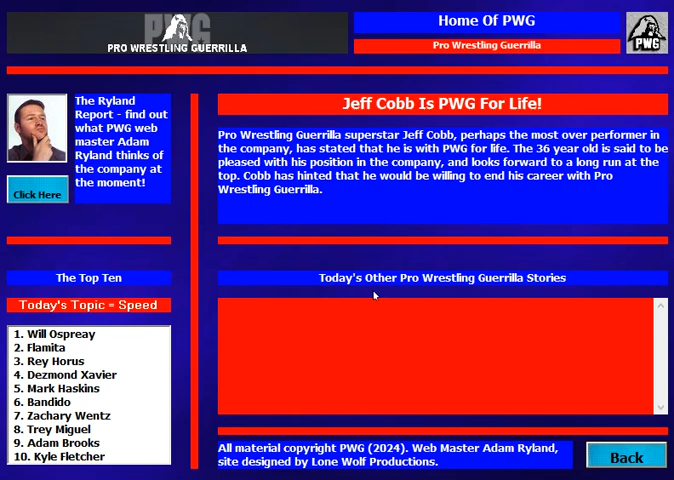 PWG
PRO WRESTLING GUERRILLA
Home Of PWG
Pro Wrestling Guerrilla
PWG
The Ryland
Report - find out
what PWG web
master Adam
Ryland thinks of
the company at
the moment!
Click Here
Jeff Cobb Is PWG For Life!
Pro Wrestling Guerrilla superstar Jeff Cobb, perhaps the most over performer in
the company, has stated that he is with PWG for life. The 36 year old is said to be
pleased with his position in the company, and looks forward to a long run at the
top. Cobb has hinted that he would be willing to end his career with Pro
Wrestling Guerrilla.
The Top Ten
Today's Topic = Speed
1. Will Ospreay
2. Flamita
3. Rey Horus
4. Dezmond Xavier
5. Mark Haskins
6. Bandido
7. Zachary Wentz
8. Trey Miguel
9. Adam Brooks
10. Kyle Fletcher
Today's Other Pro Wrestling Guerrilla Stories
All material copyright PWG (2024). Web Master Adam Ryland,
site designed by Lone Wolf Productions.
Back